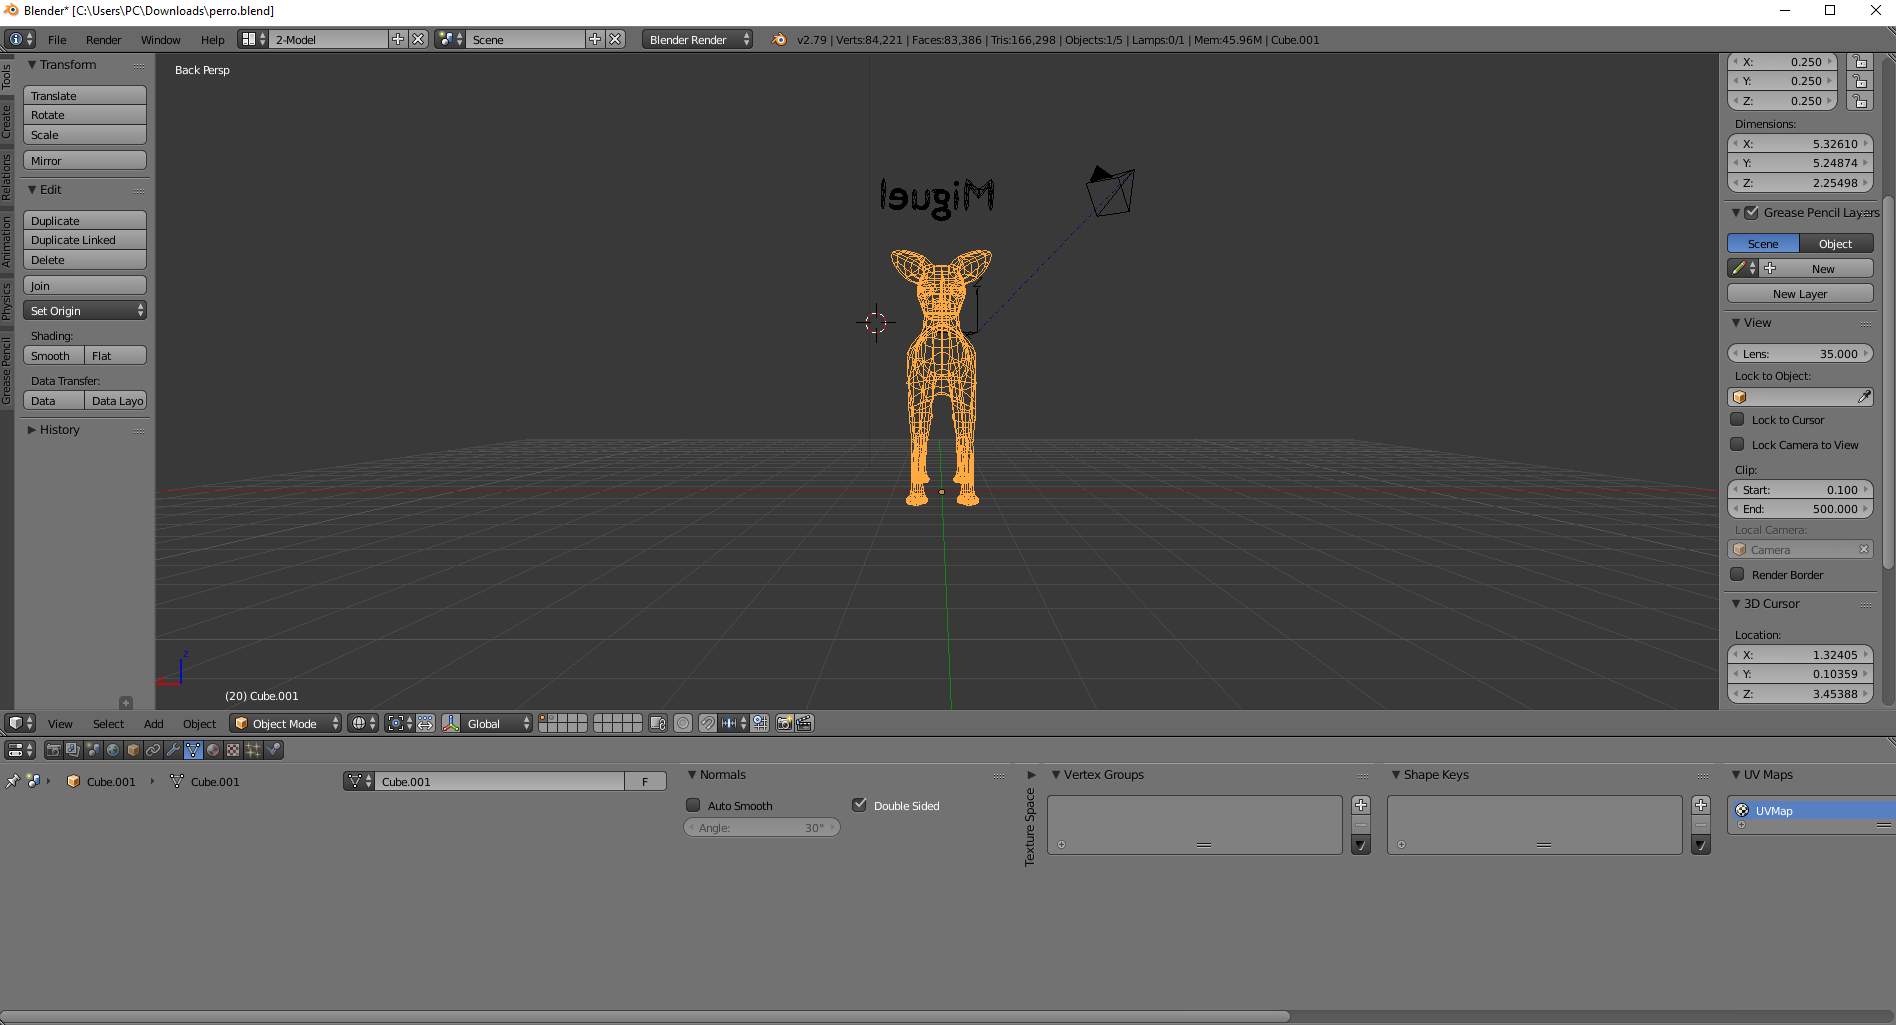 Blender* [C:\Users\PC\Downloads\perro.blend]
File Render Window Help 2-Model Scene Blender Render v2.79 | Verts:84,221 | Faces:83,386 | Tris:166,298 | Objects:1/5 | Lamps:0/1 | Mem:45.96M | Cube.001
Tools
Create
Relations
Animation
Physics
Grease Pencil
Transform
Translate
Rotate
Scale
Mirror
Edit
Duplicate
Duplicate Linked
Delete
Join
Set Origin
Shading:
Smooth Flat
Data Transfer:
Data Data Layo
History
Back Persp
Miguel
z
(20) Cube.001
X: 0.250
Y: 0.250
Z: 0.250
Dimensions:
X: 5.32610
Y: 5.24874
Z: 2.25498
Grease Pencil Layers
Scene Object
New
New Layer
View
Lens: 35.000
Lock to Object:
Lock to Cursor
Lock Camera to View
Clip:
Start: 0.100
End: 500.000
Local Camera:
Camera
Render Border
3D Cursor
Location:
X: 1.32405
Y: 0.10359
Z: 3.45388
View Select Add Object Object Mode Global
Cube.001 Cube.001
Cube.001 F
Normals
Auto Smooth Double Sided
Angle: 30°
Texture Space
Vertex Groups
Shape Keys
UV Maps
UVMap